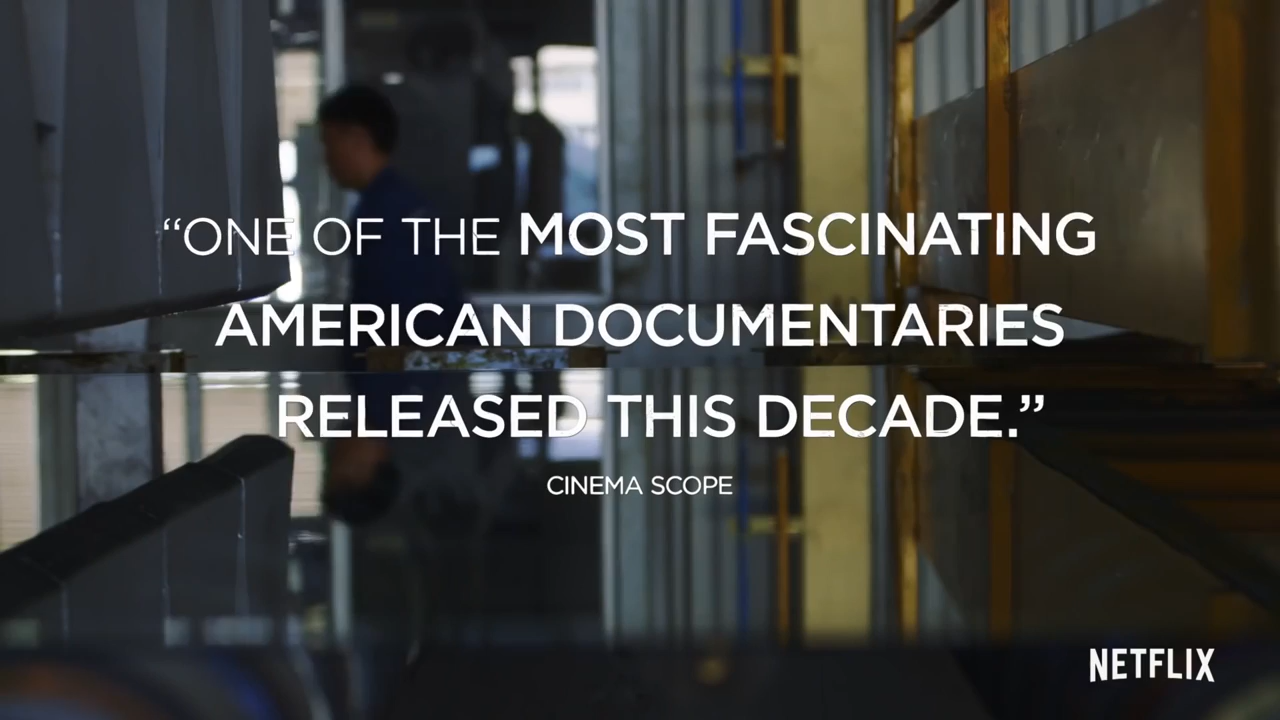 “ONE OF THE MOST FASCINATING
AMERICAN DOCUMENTARIES
RELEASED THIS DECADE.”
CINEMA SCOPE
NETFLIX